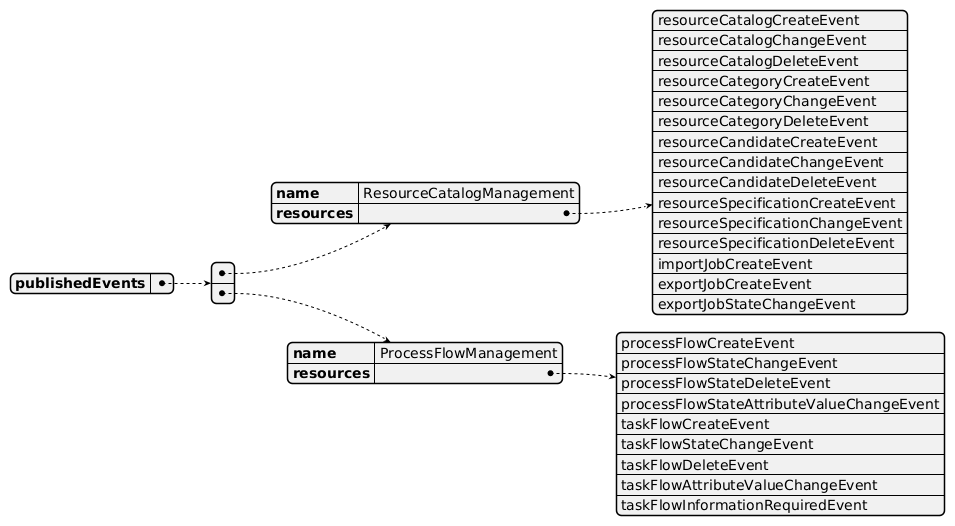 publishedEvents
name ResourceCatalogManagement
resources
resourceCatalogCreateEvent
resourceCatalogChangeEvent
resourceCatalogDeleteEvent
resourceCategoryCreateEvent
resourceCategoryChangeEvent
resourceCategoryDeleteEvent
resourceCandidateCreateEvent
resourceCandidateChangeEvent
resourceCandidateDeleteEvent
resourceSpecificationCreateEvent
resourceSpecificationChangeEvent
resourceSpecificationDeleteEvent
importJobCreateEvent
exportJobCreateEvent
exportJobStateChangeEvent
name ProcessFlowManagement
resources
processFlowCreateEvent
processFlowStateChangeEvent
processFlowStateDeleteEvent
processFlowStateAttributeValueChangeEvent
taskFlowCreateEvent
taskFlowStateChangeEvent
taskFlowDeleteEvent
taskFlowAttributeValueChangeEvent
taskFlowInformationRequiredEvent